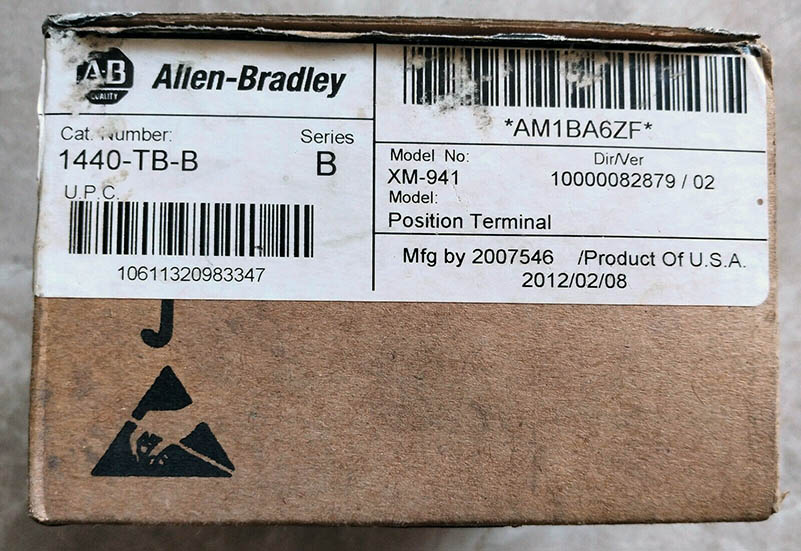 A·B
QUALITY
Allen-Bradley
Cat. Number:
Series
1440-TB-B
B
U.P.C.
10611320983347
*AM1BA6ZF*
Model No:
Dir/Ver
XM-941
10000082879 / 02
Model:
Position Terminal
Mfg by 2007546 /Product Of U.S.A.
2012/02/08